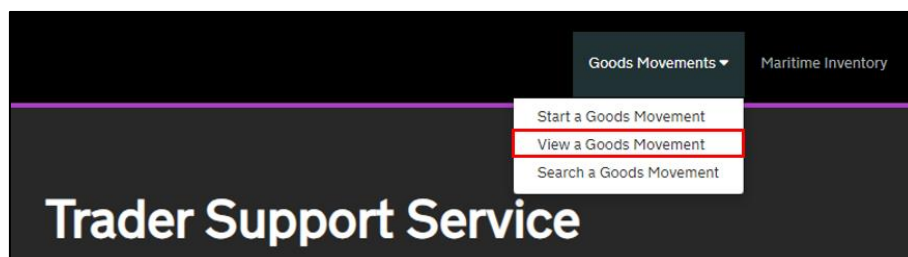 Goods Movements Maritime Inventory
Start a Goods Movement
View a Goods Movement
Search a Goods Movement
Trader Support Service